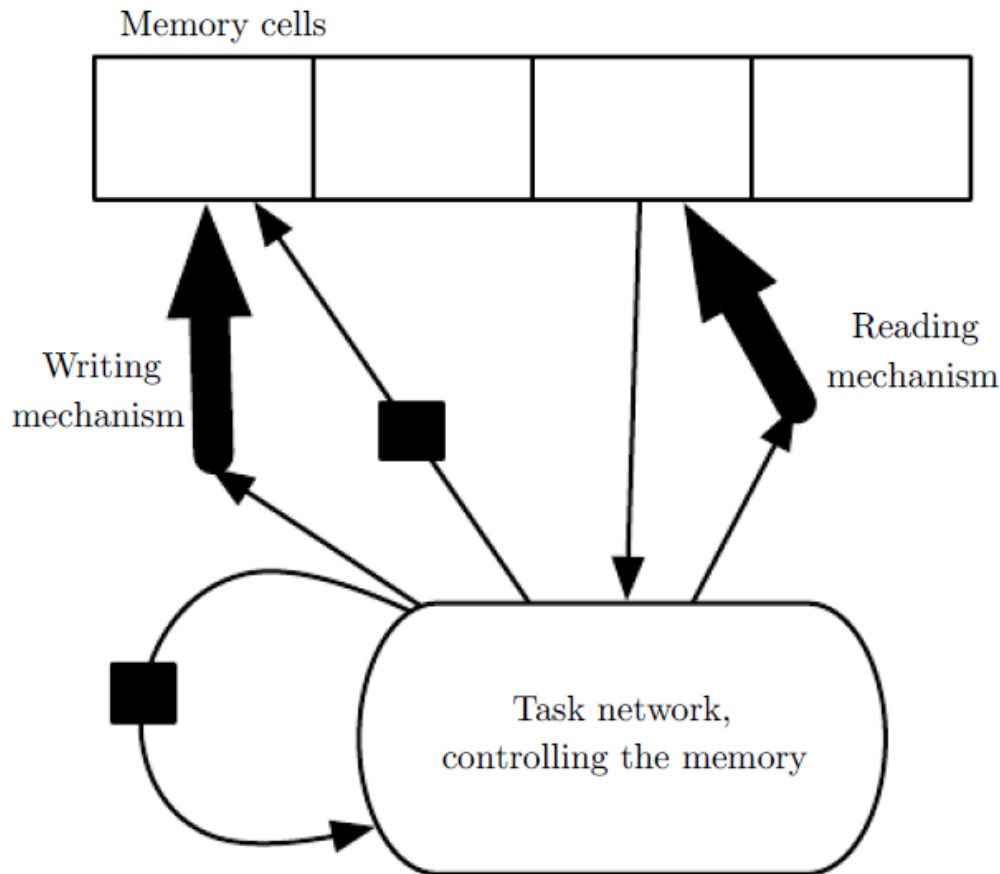 Memory cells
Writing
mechanism
Reading
mechanism
Task network,
controlling the memory